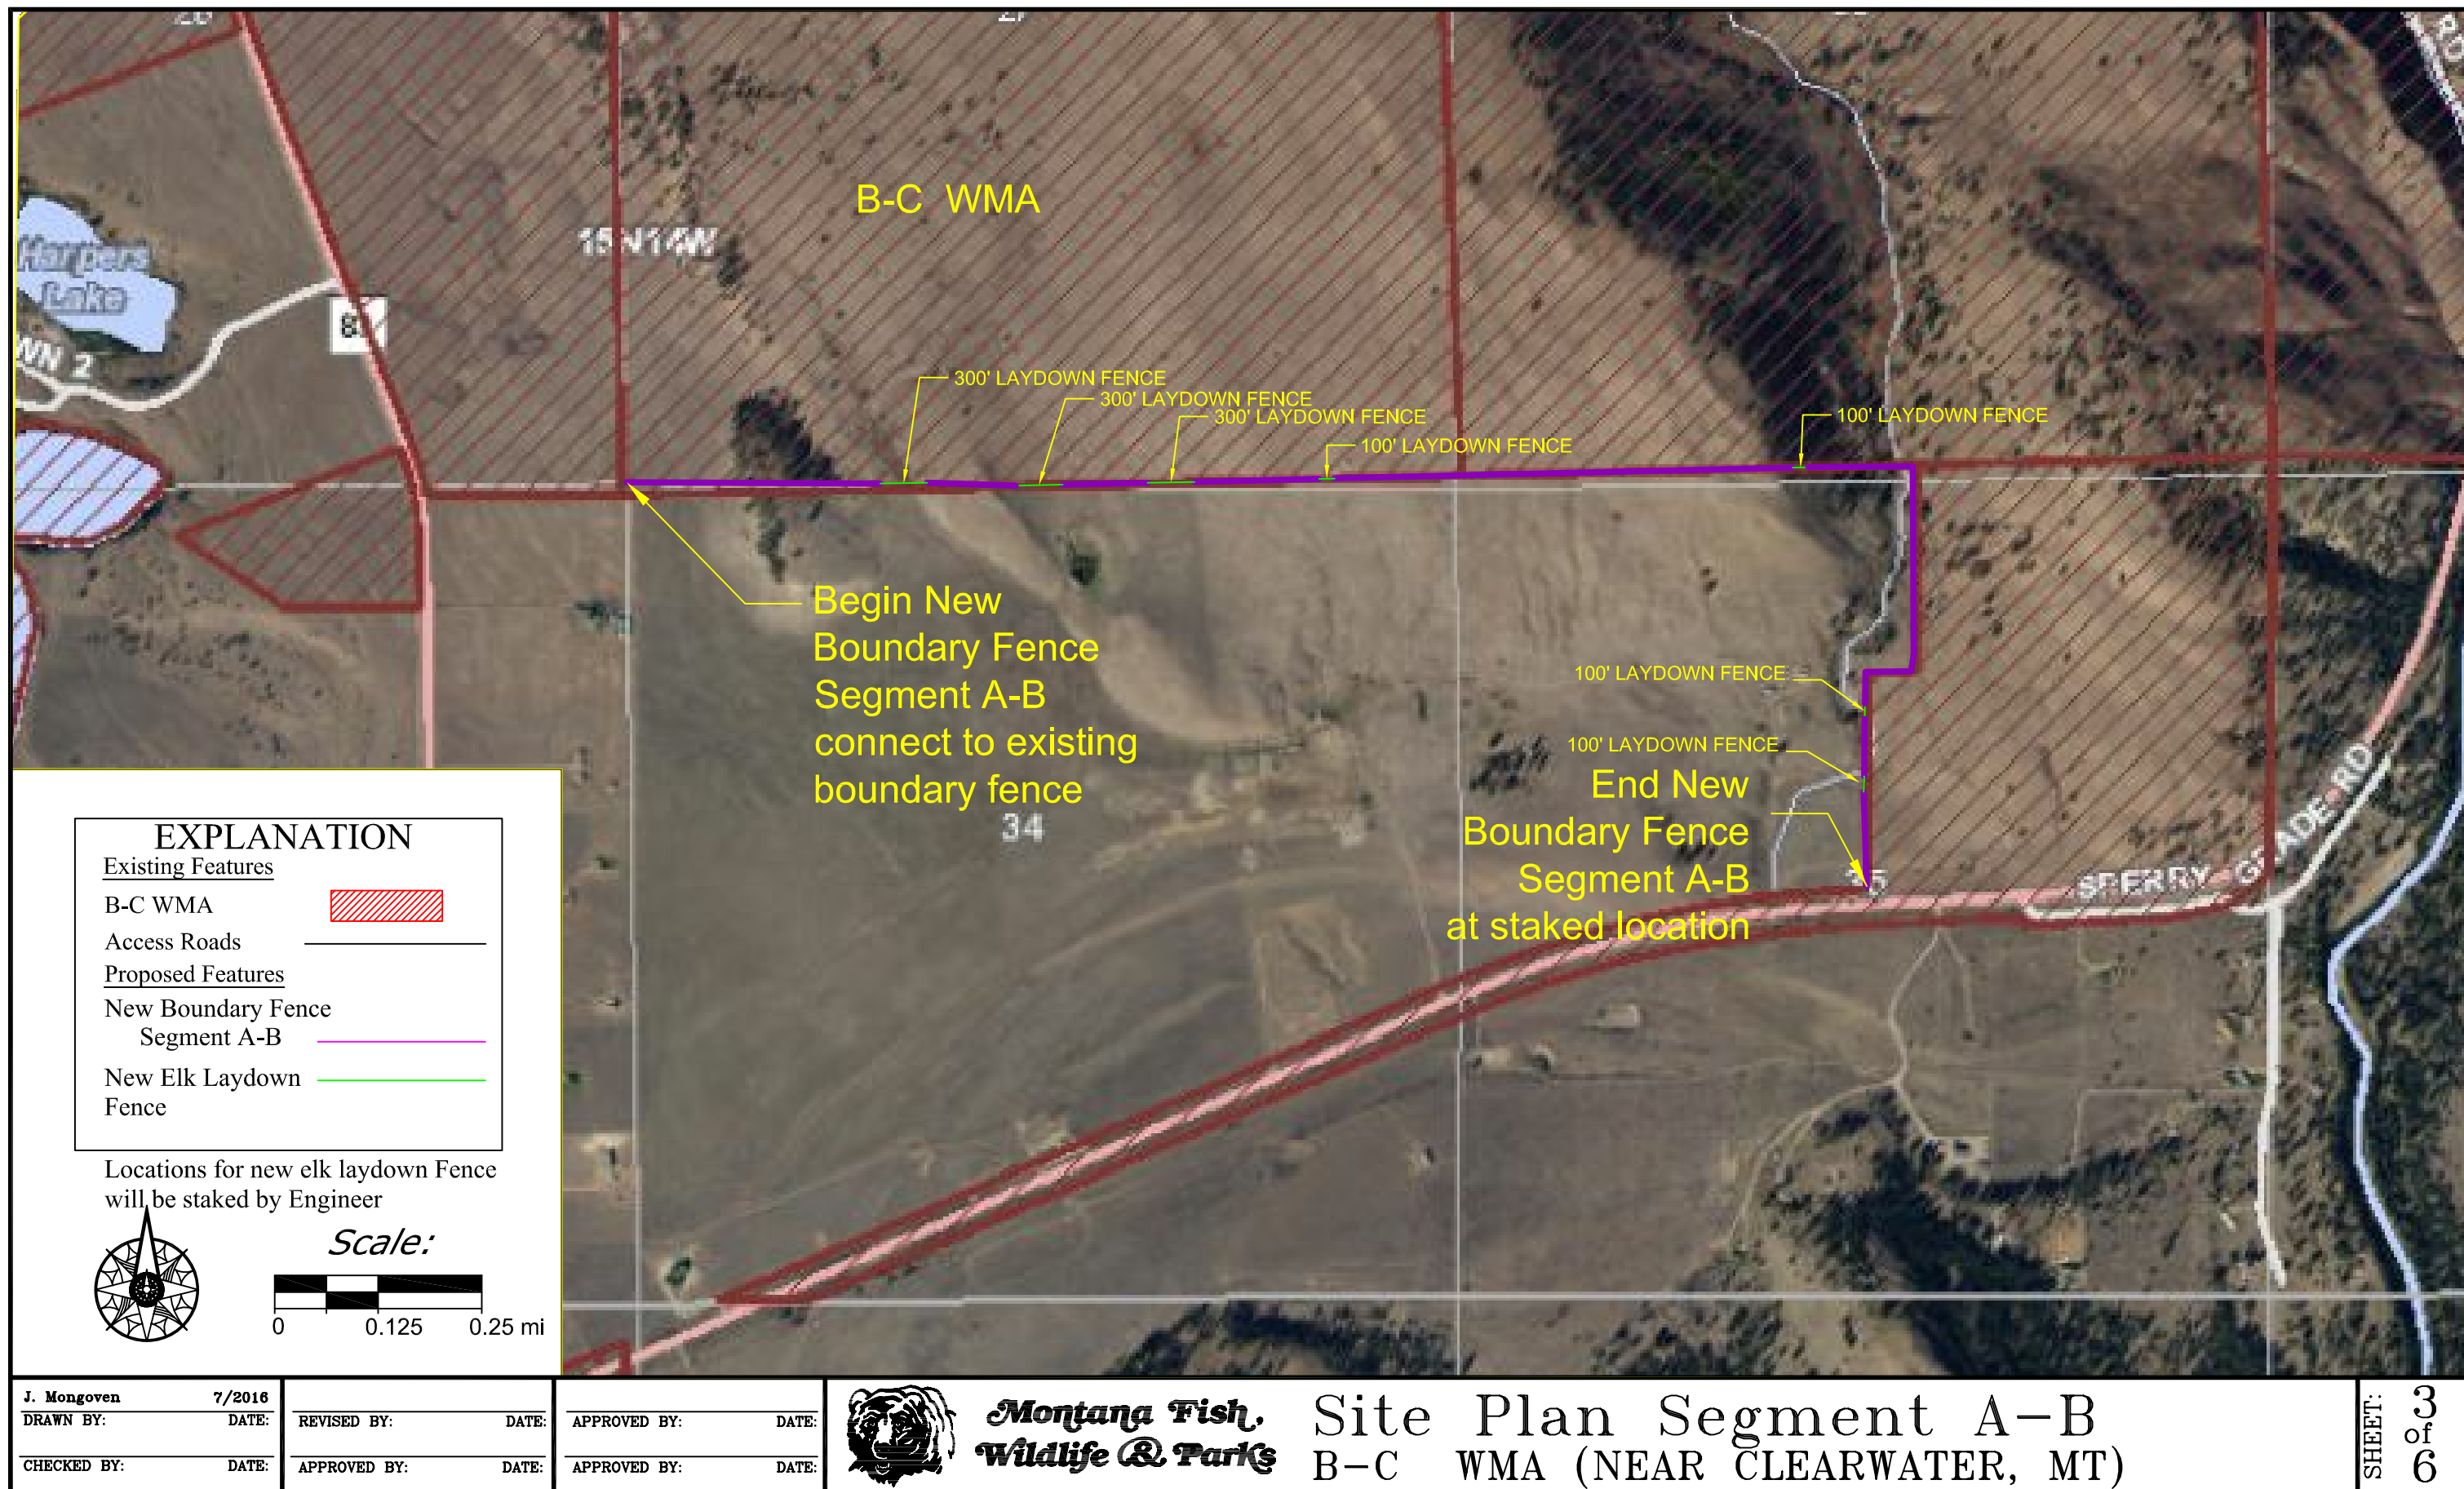 B-C WMA
15N14W
Harpers
Lake
WN 2
300' LAYDOWN FENCE
300' LAYDOWN FENCE
300' LAYDOWN FENCE
100' LAYDOWN FENCE
100' LAYDOWN FENCE
Begin New
Boundary Fence
Segment A-B
connect to existing
boundary fence
34
100' LAYDOWN FENCE
100' LAYDOWN FENCE
End New
Boundary Fence
Segment A-B
at staked location
SPERRY GRADE RD
EXPLANATION
Existing Features
B-C WMA
Access Roads
Proposed Features
New Boundary Fence
Segment A-B
New Elk Laydown
Fence
Locations for new elk laydown Fence
will be staked by Engineer
Scale:
0 0.125 0.25 mi
J. Mongoven 7/2016
DRAWN BY: DATE:
CHECKED BY: DATE:
REVISED BY: DATE:
APPROVED BY: DATE:
APPROVED BY: DATE:
APPROVED BY: DATE:
Montana Fish,
Wildlife & Parks
Site Plan Segment A-B
B-C WMA (NEAR CLEARWATER, MT)
SHEET: 3 of 6